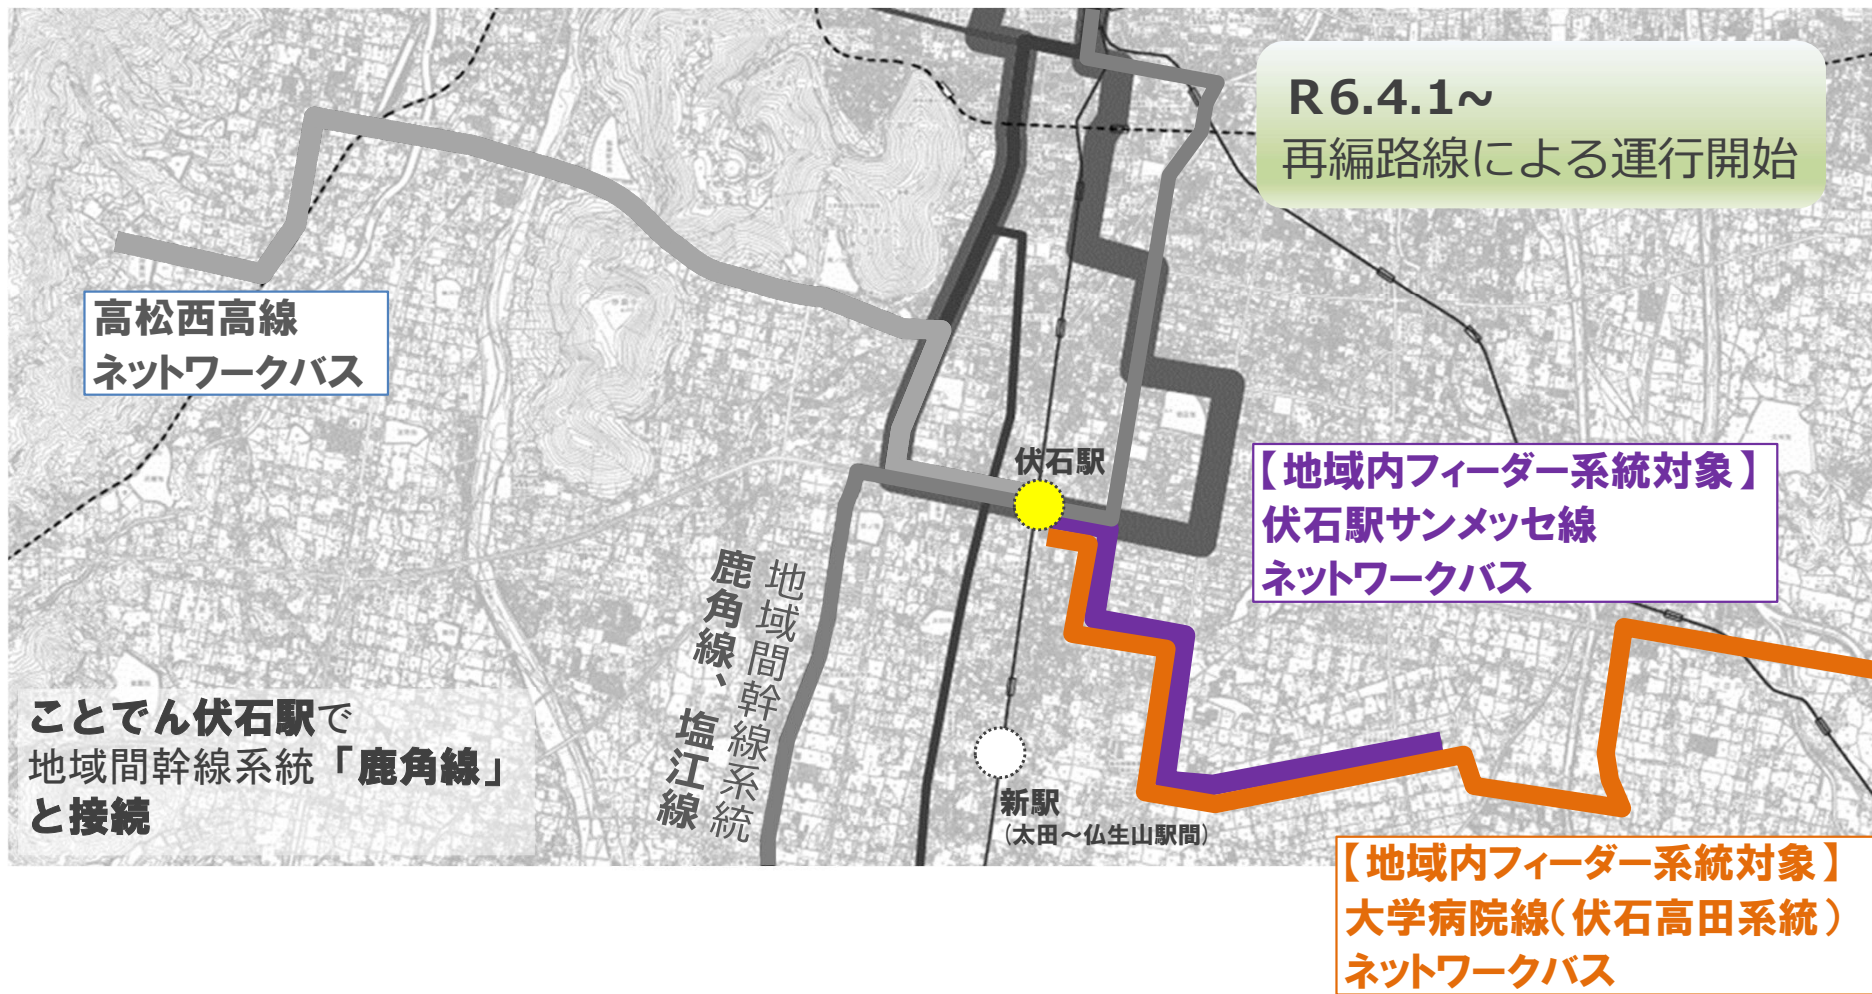 R6.4.1~
再編路線による運行開始
高松西高線
ネットワークバス
伏石駅
【地域内フィーダー系統対象】
伏石駅サンメッセ線
ネットワークバス
地域間幹線系統
鹿角線、塩江線
ことでん伏石駅で
地域間幹線系統「鹿角線」
と接続
新駅
(太田～仏生山駅間)
【地域内フィーダー系統対象】
大学病院線(伏石高田系統)
ネットワークバス